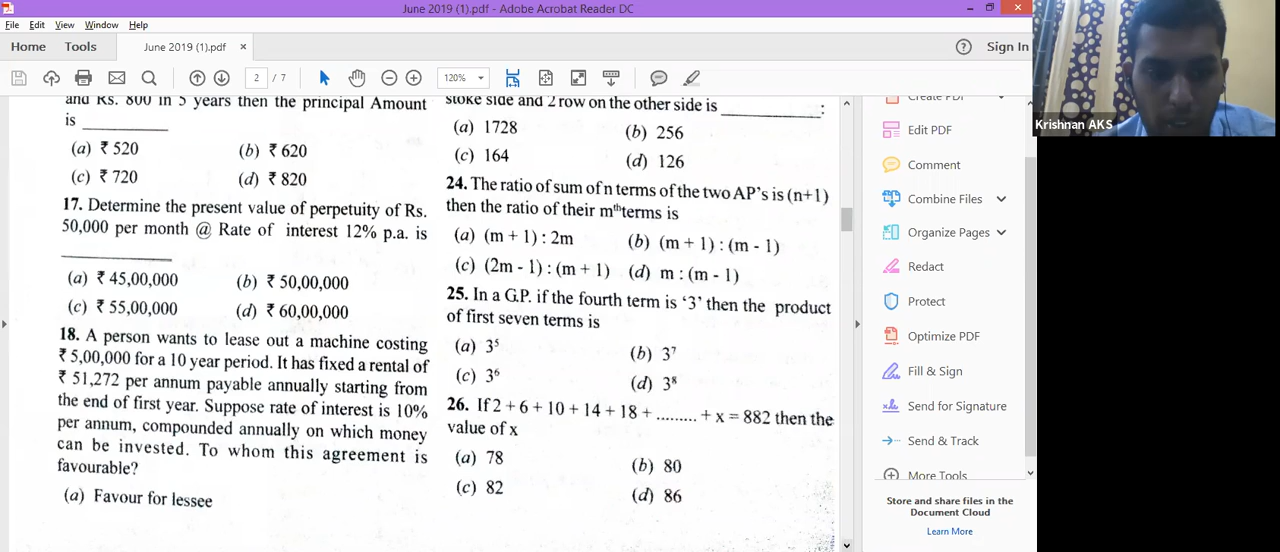 June 2019 (1).pdf - Adobe Acrobat Reader DC
File Edit View Window Help
Home Tools June 2019 (1).pdf × Sign In
2 / 7 120%
and Rs. 800 in 5 years then the principal Amount
is ________
(a) ₹ 520 (b) ₹ 620
(c) ₹ 720 (d) ₹ 820
17. Determine the present value of perpetuity of Rs.
50,000 per month @ Rate of interest 12% p.a. is
________
(a) ₹ 45,00,000 (b) ₹ 50,00,000
(c) ₹ 55,00,000 (d) ₹ 60,00,000
18. A person wants to lease out a machine costing
₹ 5,00,000 for a 10 year period. It has fixed a rental of
₹ 51,272 per annum payable annually starting from
the end of first year. Suppose rate of interest is 10%
per annum, compounded annually on which money
can be invested. To whom this agreement is
favourable?
(a) Favour for lessee
stoke side and 2 row on the other side is ________:
(a) 1728 (b) 256
(c) 164 (d) 126
24. The ratio of sum of n terms of the two AP's is (n+1)
then the ratio of their mᵗʰ terms is
(a) (m + 1) : 2m (b) (m + 1) : (m - 1)
(c) (2m - 1) : (m + 1) (d) m : (m - 1)
25. In a G.P. if the fourth term is '3' then the product
of first seven terms is
(a) 3⁵ (b) 3⁷
(c) 3⁶ (d) 3⁸
26. If 2 + 6 + 10 + 14 + 18 + ......... + x = 882 then the
value of x
(a) 78 (b) 80
(c) 82 (d) 86
Create PDF
Edit PDF
Comment
Combine Files
Organize Pages
Redact
Protect
Optimize PDF
Fill & Sign
Send for Signature
Send & Track
More Tools
Store and share files in the
Document Cloud
Learn More
Krishnan AKS